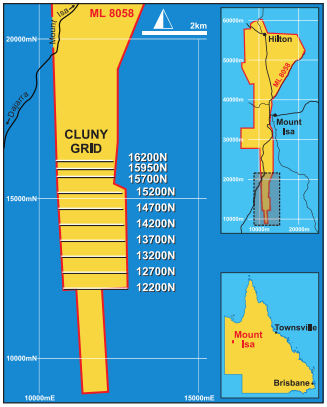 ML 8058
2km
20000mN
Mount Isa
Dajarra
CLUNY
GRID
16200N
15950N
15700N
15200N
15000mN
14700N
14200N
13700N
13200N
12700N
12200N
10000mN
10000mE
15000mE
60000mN
Hilton
ML 8058
50000mN
40000mN
Mount
Isa
30000mN
20000mN
10000mN
10000mE
20000mE
Townsville
Mount
Isa
Brisbane